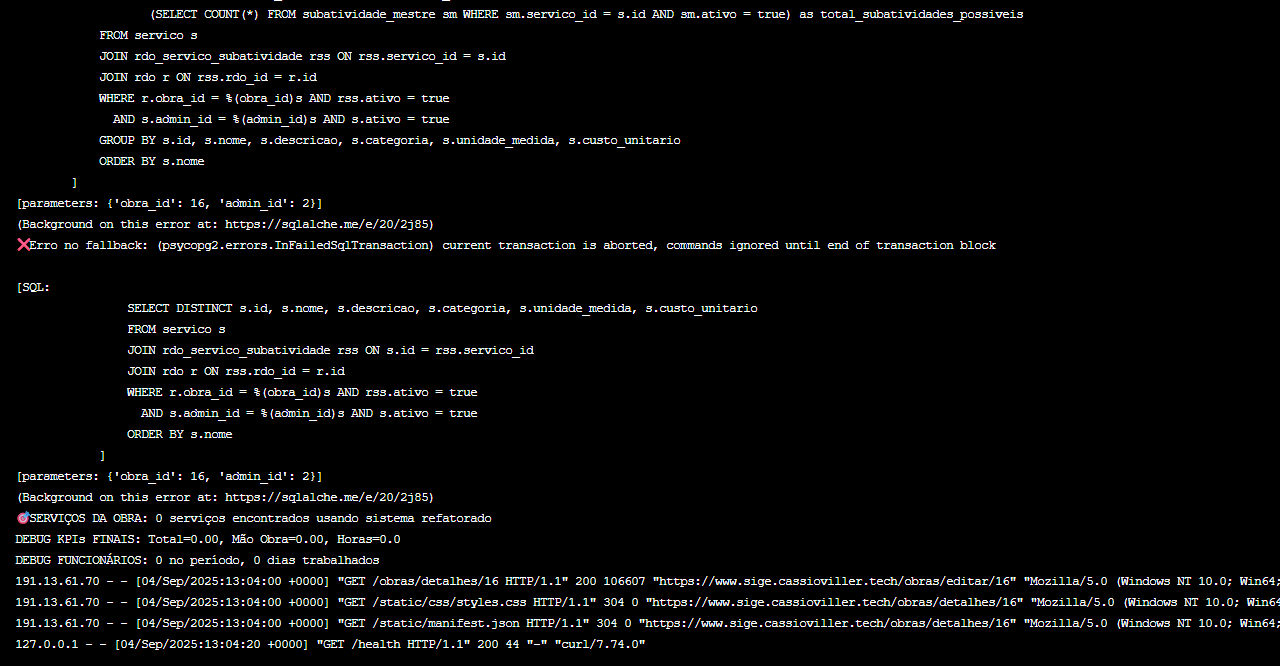 (SELECT COUNT(*) FROM subatividade_mestre sm WHERE sm.servico_id = s.id AND sm.ativo = true) as total_subatividades_possiveis
FROM servico s
JOIN rdo_servico_subatividade rss ON rss.servico_id = s.id
JOIN rdo r ON rss.rdo_id = r.id
WHERE r.obra_id = %(obra_id)s AND rss.ativo = true
AND s.admin_id = %(admin_id)s AND s.ativo = true
GROUP BY s.id, s.nome, s.descricao, s.categoria, s.unidade_medida, s.custo_unitario
ORDER BY s.nome
]
[parameters: {'obra_id': 16, 'admin_id': 2}]
(Background on this error at: https://sqlalche.me/e/20/2j85)
❌Erro no fallback: (psycopg2.errors.InFailedSqlTransaction) current transaction is aborted, commands ignored until end of transaction block
[SQL:
SELECT DISTINCT s.id, s.nome, s.descricao, s.categoria, s.unidade_medida, s.custo_unitario
FROM servico s
JOIN rdo_servico_subatividade rss ON s.id = rss.servico_id
JOIN rdo r ON rss.rdo_id = r.id
WHERE r.obra_id = %(obra_id)s AND rss.ativo = true
AND s.admin_id = %(admin_id)s AND s.ativo = true
ORDER BY s.nome
]
[parameters: {'obra_id': 16, 'admin_id': 2}]
(Background on this error at: https://sqlalche.me/e/20/2j85)
🎯SERVIÇOS DA OBRA: 0 serviços encontrados usando sistema refatorado
DEBUG KPIs FINAIS: Total=0.00, Mão Obra=0.00, Horas=0.0
DEBUG FUNCIONÁRIOS: 0 no período, 0 dias trabalhados
191.13.61.70 - - [04/Sep/2025:13:04:00 +0000] "GET /obras/detalhes/16 HTTP/1.1" 200 106607 "https://www.sige.cassioviller.tech/obras/editar/16" "Mozilla/5.0 (Windows NT 10.0; Win64;
191.13.61.70 - - [04/Sep/2025:13:04:00 +0000] "GET /static/css/styles.css HTTP/1.1" 304 0 "https://www.sige.cassioviller.tech/obras/detalhes/16" "Mozilla/5.0 (Windows NT 10.0; Win64
191.13.61.70 - - [04/Sep/2025:13:04:00 +0000] "GET /static/manifest.json HTTP/1.1" 304 0 "https://www.sige.cassioviller.tech/obras/detalhes/16" "Mozilla/5.0 (Windows NT 10.0; Win64;
127.0.0.1 - - [04/Sep/2025:13:04:20 +0000] "GET /health HTTP/1.1" 200 44 "-" "curl/7.74.0"